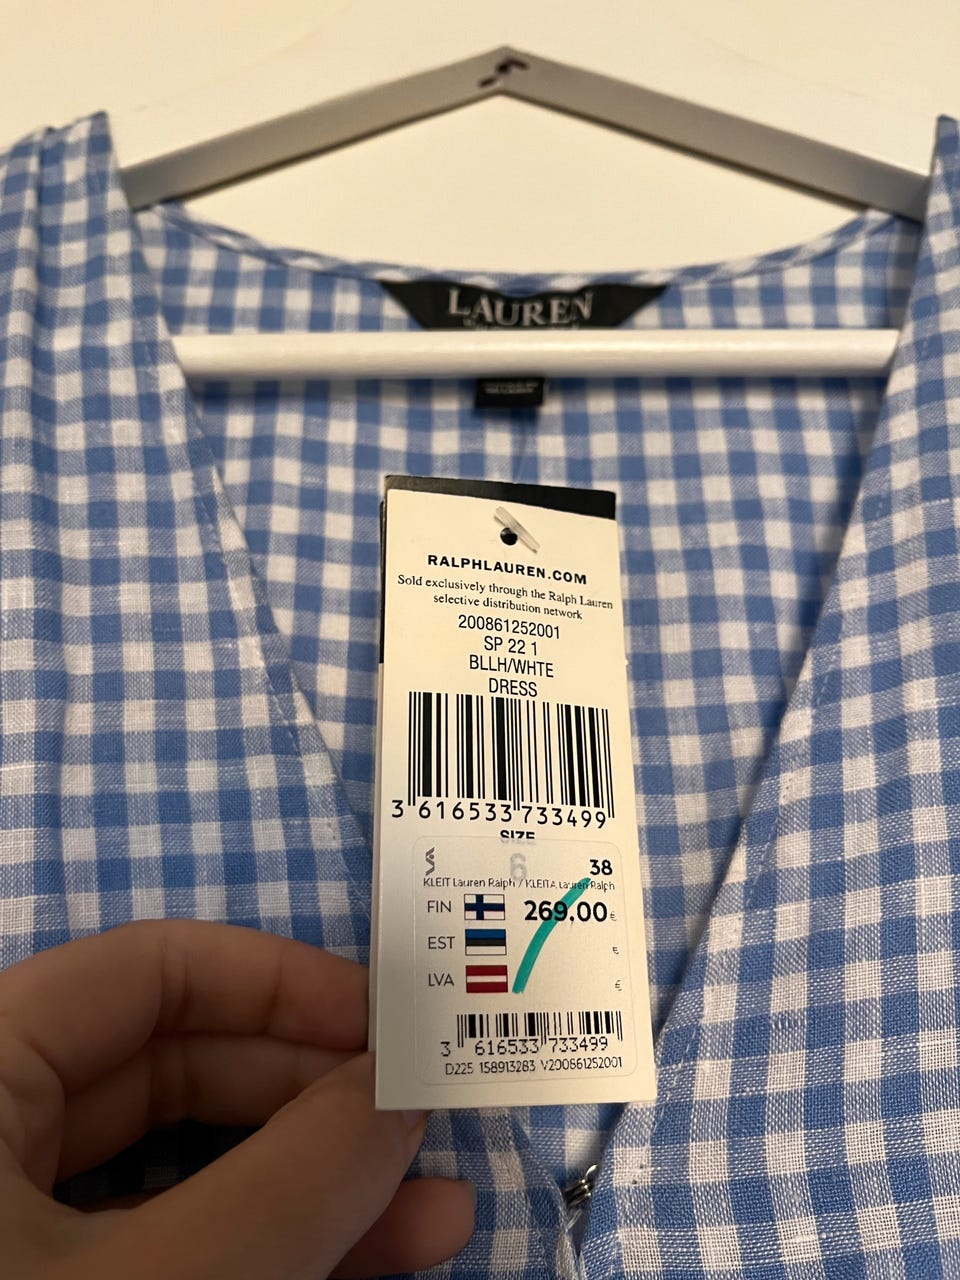 LAUREN
RALPHLAUREN.COM
Sold exclusively through the Ralph Lauren
selective distribution network
200861252001
SP 22 1
BLLH/WHTE
DRESS
3 616533 733499
SIZE
6
38
KLEIT Lauren Ralph / KLEITA Lauren Ralph
FIN 269,00 €
EST €
LVA €
3 616533 733499
D225 158913283 V200861252001